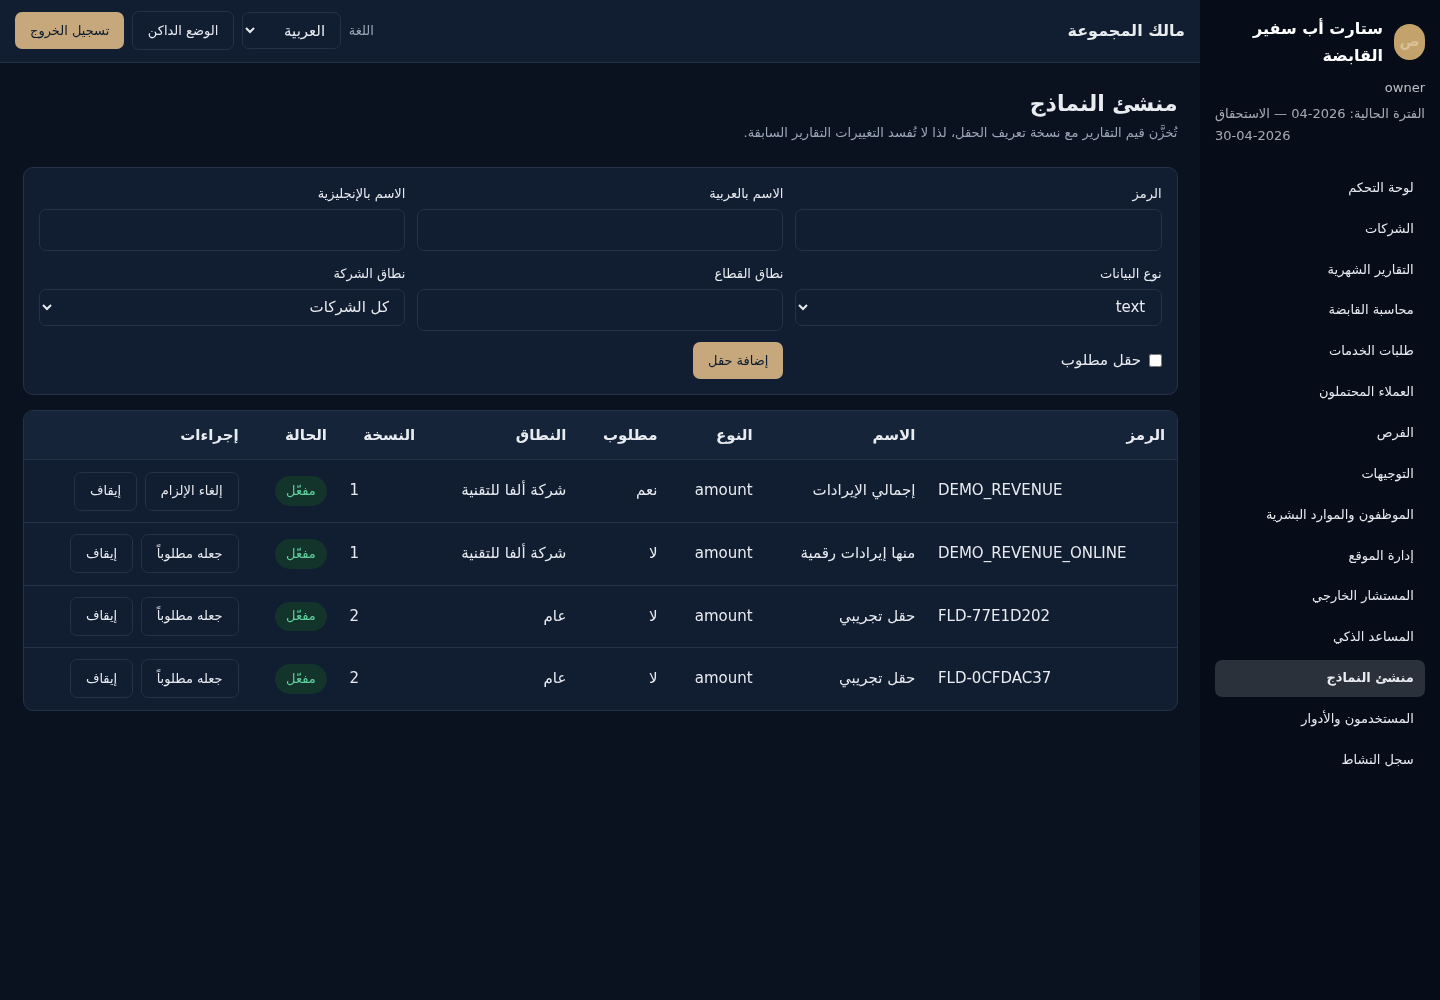 ص
ستارت أب سفير
القابضة
owner
الفترة الحالية: 2026-04 — الاستحقاق
2026-04-30
لوحة التحكم
الشركات
التقارير الشهرية
محاسبة القابضة
طلبات الخدمات
العملاء المحتملون
الفرص
التوجيهات
الموظفون والموارد البشرية
إدارة الموقع
المستشار الخارجي
المساعد الذكي
منشئ النماذج
المستخدمون والأدوار
سجل النشاط
مالك المجموعة
اللغة
العربية
الوضع الداكن
تسجيل الخروج
منشئ النماذج
تُخزَّن قيم التقارير مع نسخة تعريف الحقل، لذا لا تُفسد التغييرات التقارير السابقة.
الرمز
الاسم بالعربية
الاسم بالإنجليزية
نوع البيانات
نطاق القطاع
نطاق الشركة
text
كل الشركات
حقل مطلوب
إضافة حقل
الرمز الاسم النوع مطلوب النطاق النسخة الحالة إجراءات
DEMO_REVENUE إجمالي الإيرادات amount نعم شركة ألفا للتقنية 1 مفعّل إلغاء الإلزام إيقاف
DEMO_REVENUE_ONLINE منها إيرادات رقمية amount لا شركة ألفا للتقنية 1 مفعّل جعله مطلوباً إيقاف
FLD-77E1D202 حقل تجريبي amount لا عام 2 مفعّل جعله مطلوباً إيقاف
FLD-0CFDAC37 حقل تجريبي amount لا عام 2 مفعّل جعله مطلوباً إيقاف